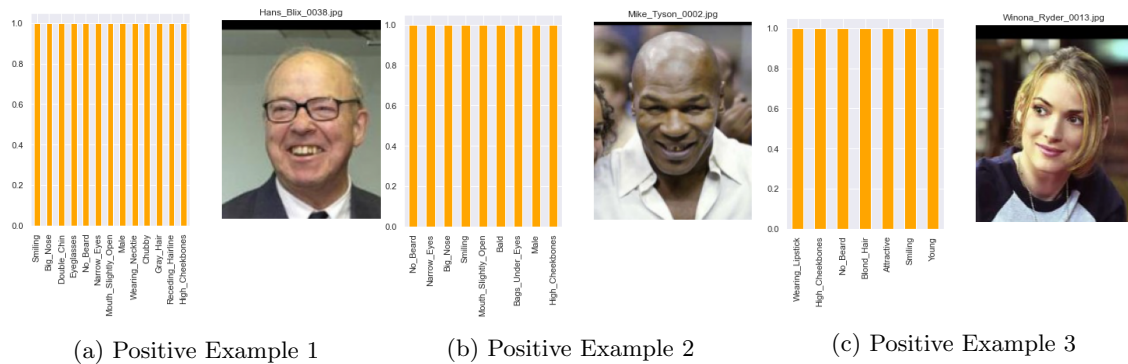 Hans_Blix_0038.jpg
1.0
0.8
0.6
0.4
0.2
0.0
Smiling
Big_Nose
Double_Chin
Eyeglasses
No_Beard
Narrow_Eyes
Mouth_Slightly_Open
Male
Wearing_Necktie
Chubby
Gray_Hair
Receding_Hairline
High_Cheekbones
(a) Positive Example 1
Mike_Tyson_0002.jpg
1.0
0.8
0.6
0.4
0.2
0.0
No_Beard
Narrow_Eyes
Big_Nose
Smiling
Mouth_Slightly_Open
Bald
Bags_Under_Eyes
Male
High_Cheekbones
(b) Positive Example 2
Winona_Ryder_0013.jpg
1.0
0.8
0.6
0.4
0.2
0.0
Wearing_Lipstick
High_Cheekbones
No_Beard
Blond_Hair
Attractive
Smiling
Young
(c) Positive Example 3